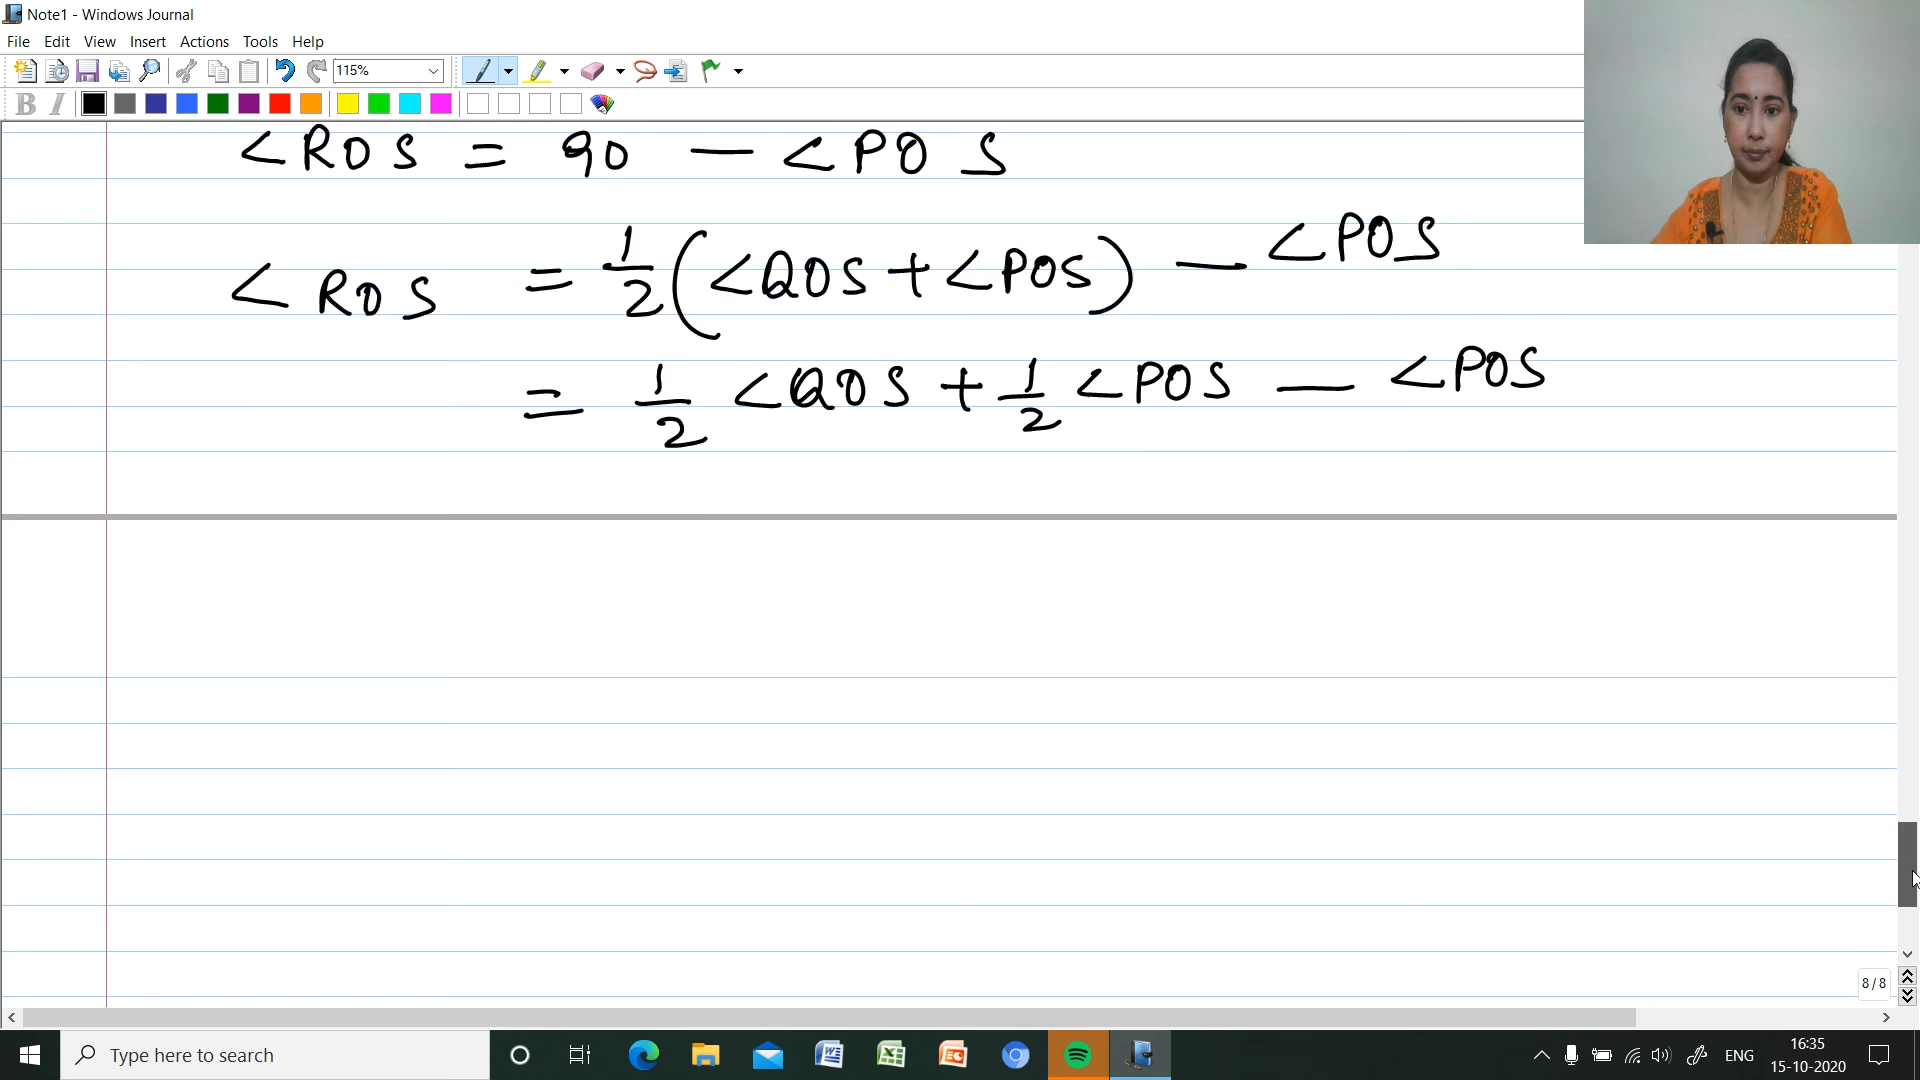 Note1 - Windows Journal
File Edit View Insert Actions Tools Help
115%
B I
<ROS = 90 — <POS
<ROS = 1/2 (<QOS + <POS) — <POS
= 1/2 <QOS + 1/2 <POS — <POS
8 / 8
Type here to search
ENG
16:35
15-10-2020